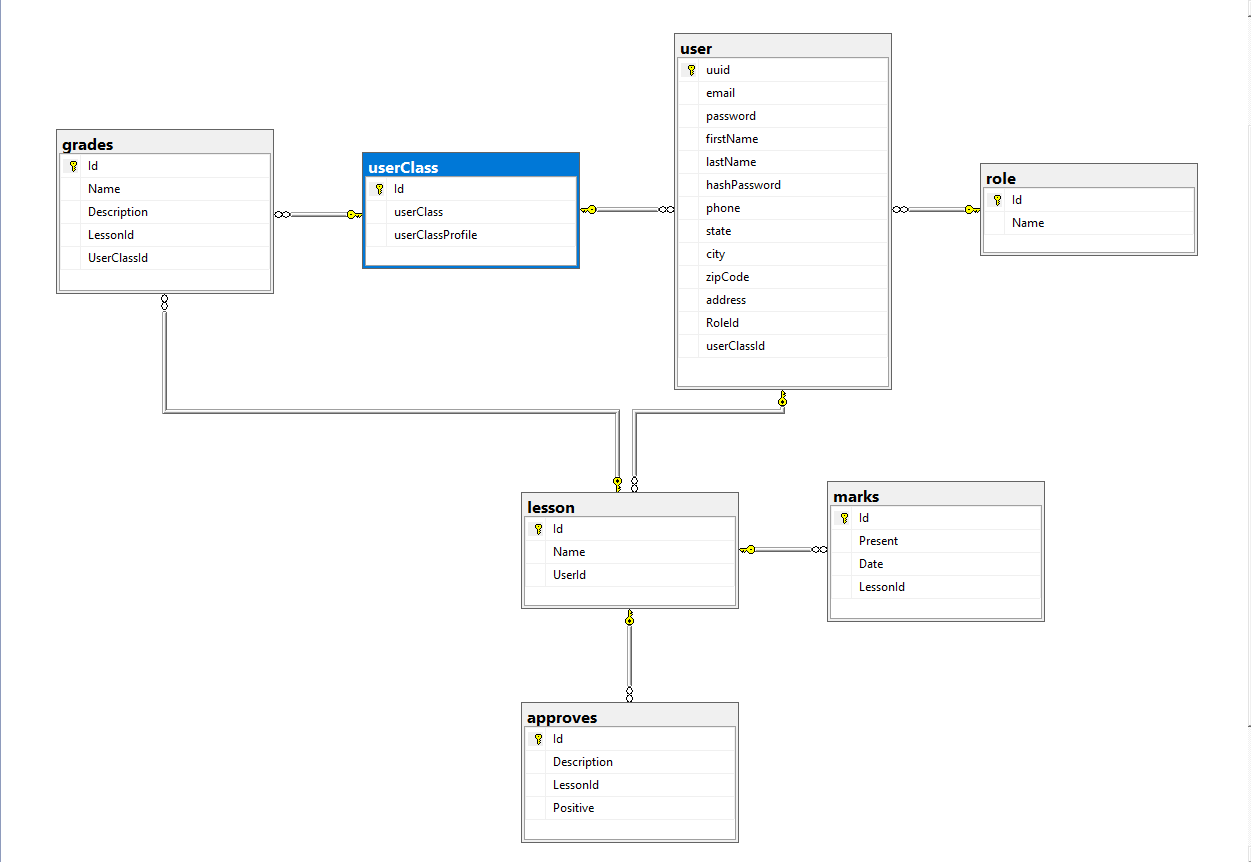 user
uuid
email
password
firstName
lastName
hashPassword
phone
state
city
zipCode
address
RoleId
userClassId
grades
Id
Name
Description
LessonId
UserClassId
userClass
Id
userClass
userClassProfile
role
Id
Name
lesson
Id
Name
UserId
marks
Id
Present
Date
LessonId
approves
Id
Description
LessonId
Positive